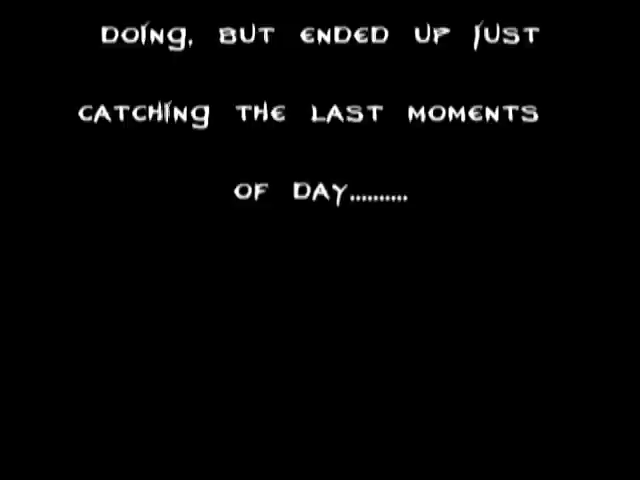 DOING, BUT ENDED UP JUST
CATCHING THE LAST MOMENTS
OF DAY..........